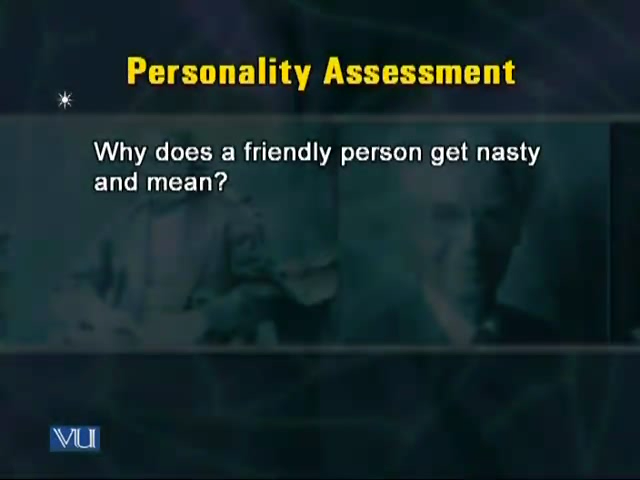 Personality Assessment
Why does a friendly person get nasty
and mean?
VU